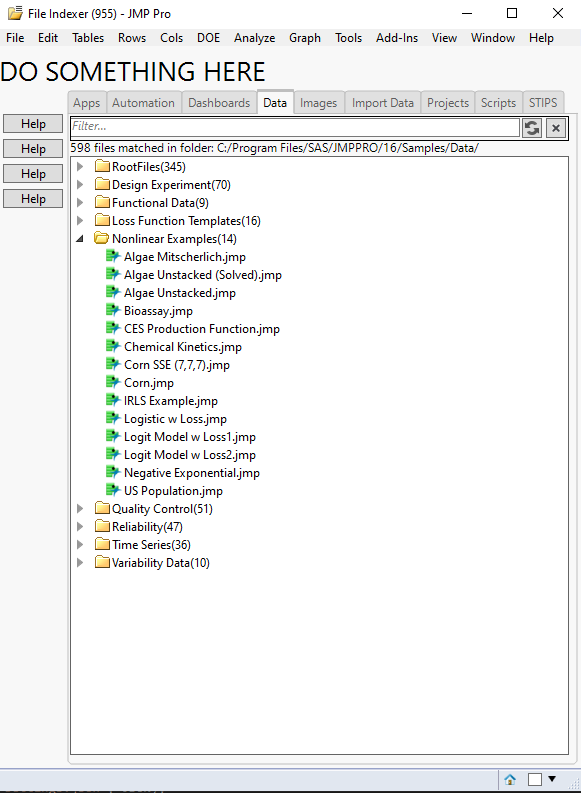 File Indexer (955) - JMP Pro
File Edit Tables Rows Cols DOE Analyze Graph Tools Add-Ins View Window Help
DO SOMETHING HERE
Apps Automation Dashboards Data Images Import Data Projects Scripts STIPS
Help
Help
Help
Help
Filter...
598 files matched in folder: C:/Program Files/SAS/JMPPRO/16/Samples/Data/
RootFiles(345)
Design Experiment(70)
Functional Data(9)
Loss Function Templates(16)
Nonlinear Examples(14)
Algae Mitscherlich.jmp
Algae Unstacked (Solved).jmp
Algae Unstacked.jmp
Bioassay.jmp
CES Production Function.jmp
Chemical Kinetics.jmp
Corn SSE (7,7,7).jmp
Corn.jmp
IRLS Example.jmp
Logistic w Loss.jmp
Logit Model w Loss1.jmp
Logit Model w Loss2.jmp
Negative Exponential.jmp
US Population.jmp
Quality Control(51)
Reliability(47)
Time Series(36)
Variability Data(10)